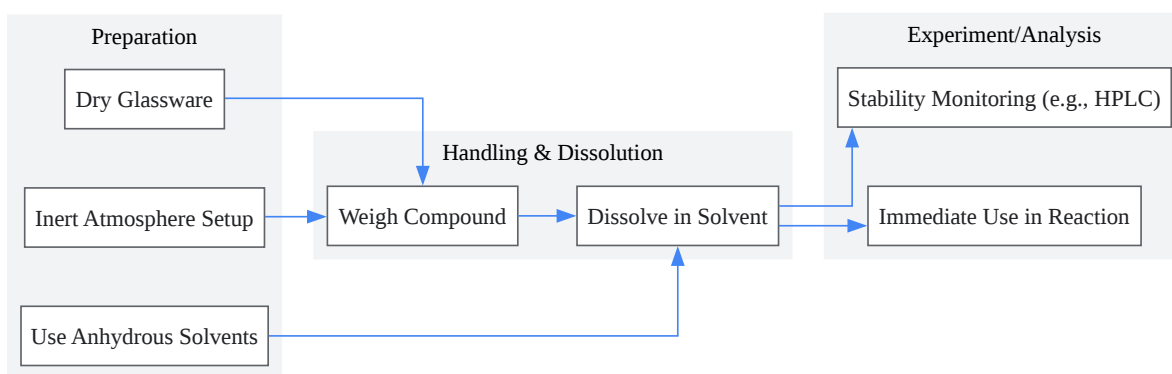 Preparation
Dry Glassware
Inert Atmosphere Setup
Use Anhydrous Solvents
Handling & Dissolution
Weigh Compound
Dissolve in Solvent
Experiment/Analysis
Stability Monitoring (e.g., HPLC)
Immediate Use in Reaction